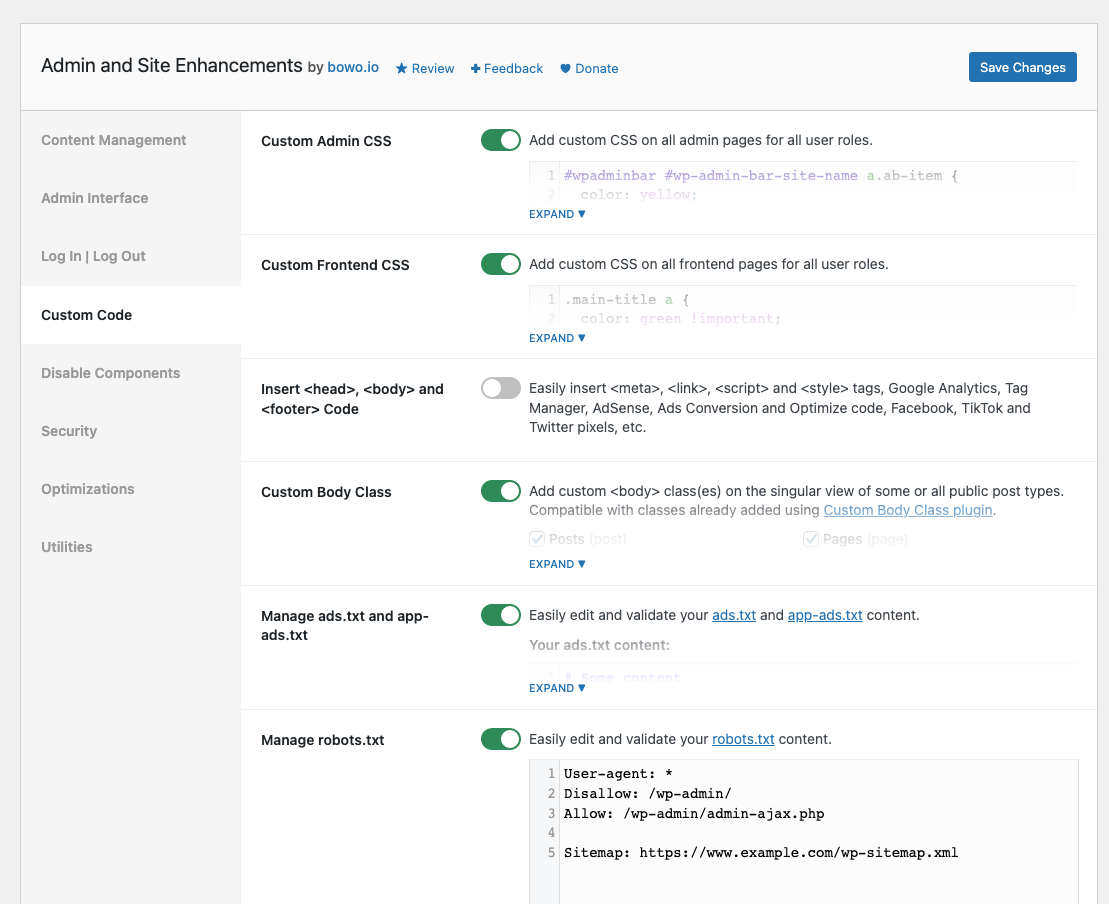 Admin and Site Enhancements by bowo.io Review Feedback Donate
Save Changes
Content Management
Admin Interface
Log In | Log Out
Custom Code
Disable Components
Security
Optimizations
Utilities
Custom Admin CSS
Add custom CSS on all admin pages for all user roles.
1 #wpadminbar #wp-admin-bar-site-name a.ab-item {
2 color: yellow;
EXPAND ▼
Custom Frontend CSS
Add custom CSS on all frontend pages for all user roles.
1 .main-title a {
2 color: green !important;
EXPAND ▼
Insert <head>, <body> and
<footer> Code
Easily insert <meta>, <link>, <script> and <style> tags, Google Analytics, Tag
Manager, AdSense, Ads Conversion and Optimize code, Facebook, TikTok and
Twitter pixels, etc.
Custom Body Class
Add custom <body> class(es) on the singular view of some or all public post types.
Compatible with classes already added using Custom Body Class plugin.
Posts (post) Pages (page)
EXPAND ▼
Manage ads.txt and app-
ads.txt
Easily edit and validate your ads.txt and app-ads.txt content.
Your ads.txt content:
1 # Some content
EXPAND ▼
Manage robots.txt
Easily edit and validate your robots.txt content.
1 User-agent: *
2 Disallow: /wp-admin/
3 Allow: /wp-admin/admin-ajax.php
4
5 Sitemap: https://www.example.com/wp-sitemap.xml